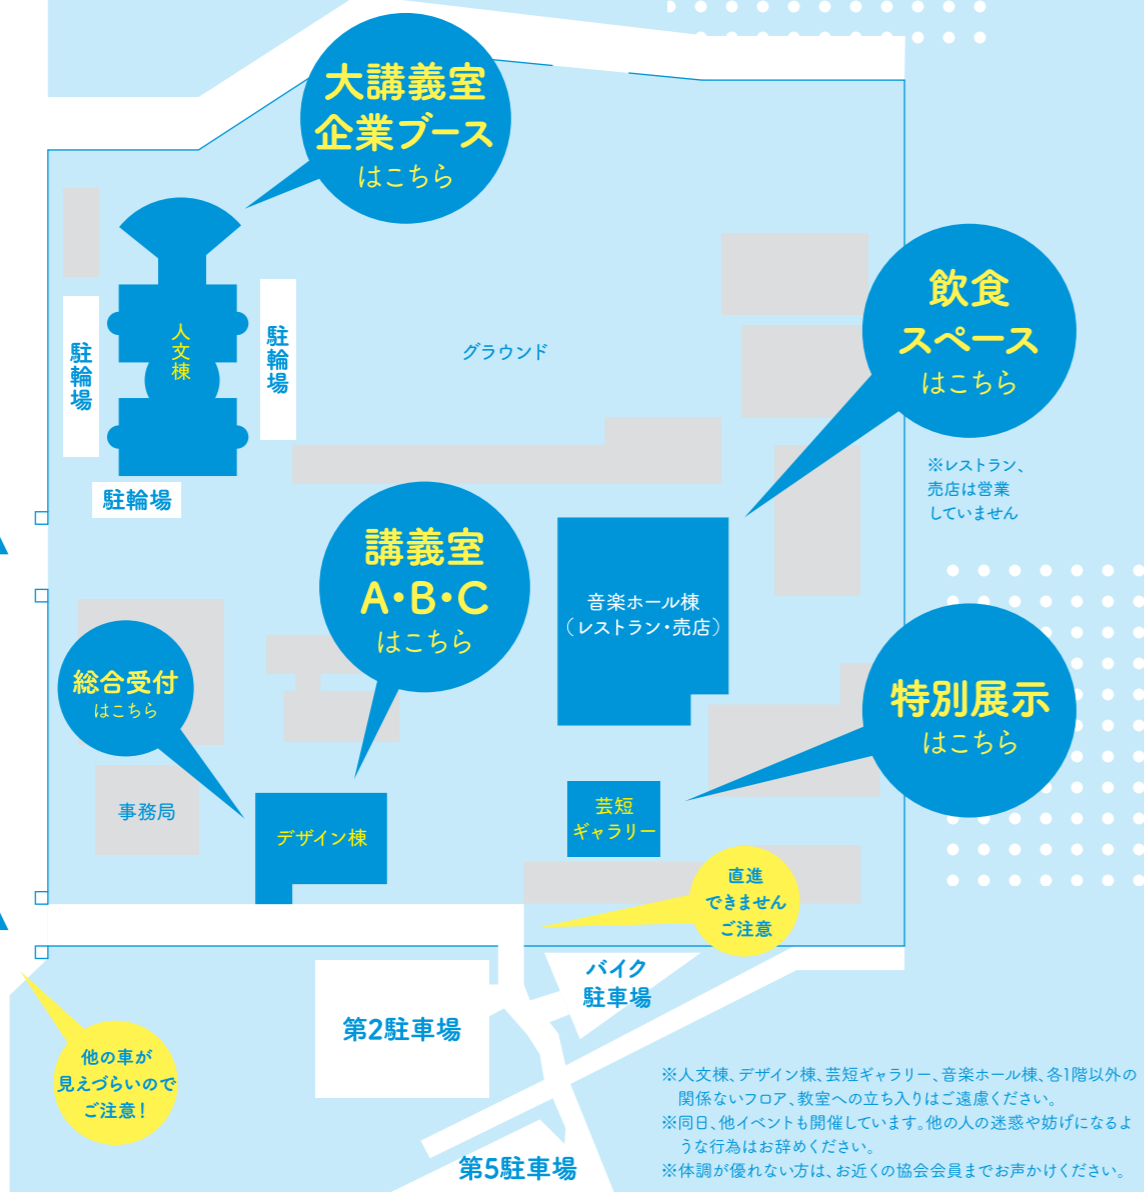 大講義室
企業ブース
はこちら
人文棟
駐輪場
駐輪場
駐輪場
グラウンド
飲食
スペース
はこちら
※レストラン、
売店は営業
していません
講義室
A・B・C
はこちら
音楽ホール棟
（レストラン・売店）
総合受付
はこちら
特別展示
はこちら
事務局
デザイン棟
芸短
ギャラリー
直進
できません
ご注意
バイク
駐車場
第2駐車場
他の車が
見えづらいので
ご注意！
第5駐車場
※人文棟、デザイン棟、芸短ギャラリー、音楽ホール棟、各1階以外の
関係ないフロア、教室への立ち入りはご遠慮ください。
※同日、他イベントも開催しています。他の人の迷惑や妨げになるよ
うな行為はお辞めください。
※体調が優れない方は、お近くの協会会員までお声かけください。